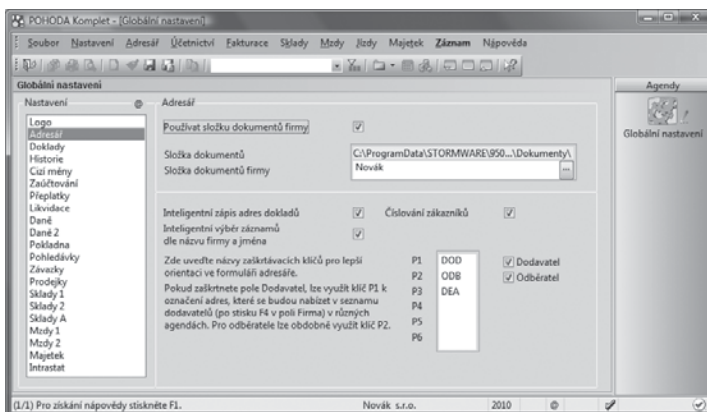 POHODA Komplet - [Globální nastavení]
Soubor Nastavení Adresář Účetnictví Fakturace Sklady Mzdy Jízdy Majetek Záznam Nápověda
Globální nastavení
Agendy
Globální nastavení
Nastavení
Logo
Adresář
Doklady
Historie
Cizí měny
Zaúčtování
Přeplatky
Likvidace
Daně
Daně 2
Pokladna
Pohledávky
Závazky
Prodejky
Sklady 1
Sklady 2
Sklady A
Mzdy 1
Mzdy 2
Majetek
Intrastat
Adresář
Používat složku dokumentů firmy
Složka dokumentů C:\ProgramData\STORMWARE\950...\Dokumenty\
Složka dokumentů firmy Novák ...
Inteligentní zápis adres dokladů Číslování zákazníků
Inteligentní výběr záznamů
dle názvu firmy a jména
Zde uveďte názvy zaškrtávacích klíčů pro lepší
orientaci ve formuláři adresáře.
Pokud zaškrtnete pole Dodavatel, lze využít klíč P1 k
označení adres, které se budou nabízet v seznamu
dodavatelů (po stisku F4 v poli Firma) v různých
agendách. Pro odběratele lze obdobně využít klíč P2.
P1 DOD Dodavatel
P2 ODB Odběratel
P3 DEA
P4
P5
P6
(1/1) Pro získání nápovědy stiskněte F1. Novák s.r.o. 2010 @